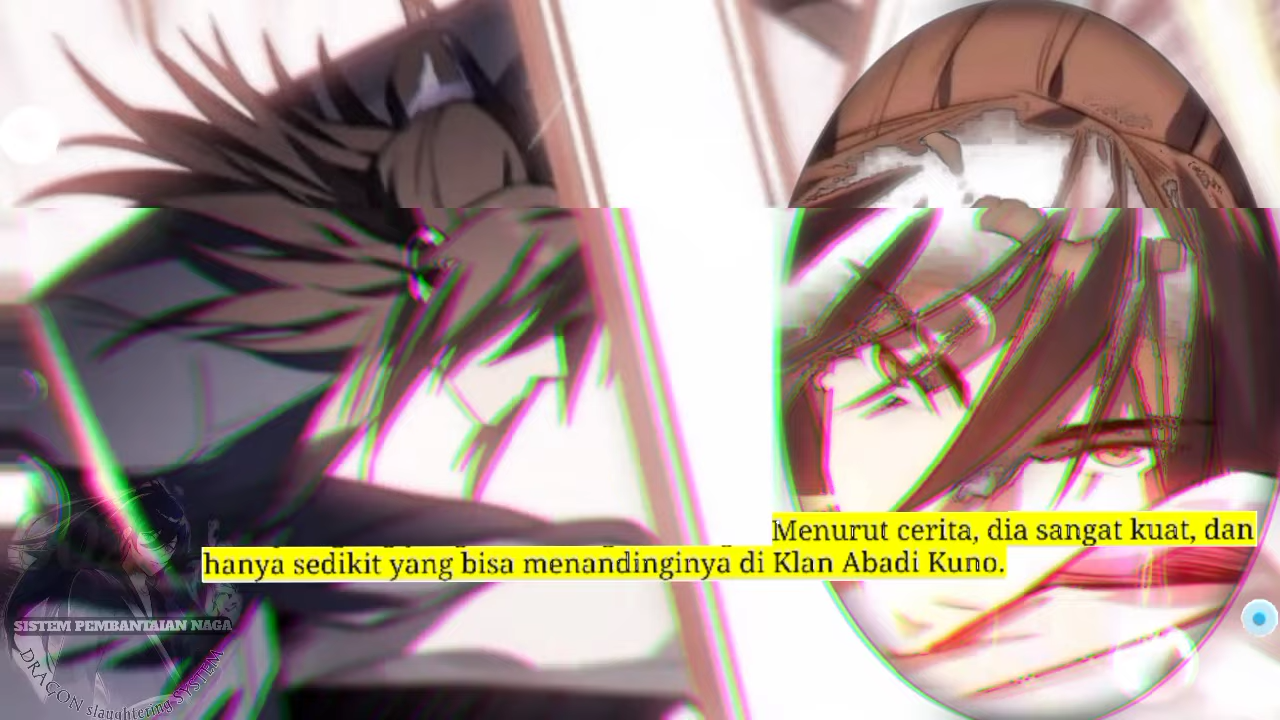 Menurut cerita, dia sangat kuat, dan
hanya sedikit yang bisa menandinginya di Klan Abadi Kuno.
SISTEM PEMBANTAIAN NAGA
DRAGON slaughtering SYSTEM